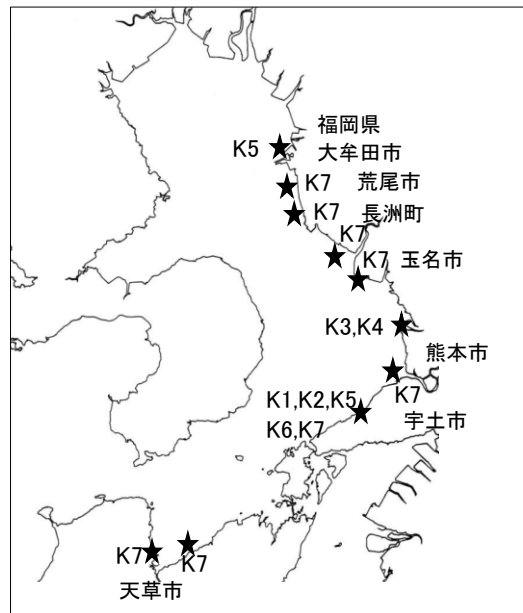 福岡県
K5
大牟田市
K7
荒尾市
K7
長洲町
K7
K7
玉名市
K3,K4
熊本市
K7
K1,K2,K5
K6,K7
宇土市
K7
K7
天草市